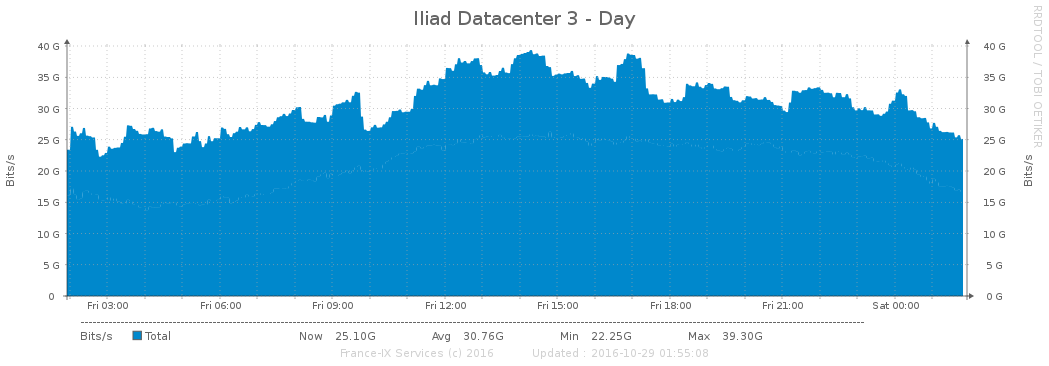 Iliad Datacenter 3 - Day
RRDTOOL / TOBI OETIKER
Bits/s
40 G 40 G
35 G 35 G
30 G 30 G
25 G 25 G
20 G 20 G
15 G 15 G
10 G 10 G
5 G 5 G
0 0 G
Bits/s
Fri 03:00 Fri 06:00 Fri 09:00 Fri 12:00 Fri 15:00 Fri 18:00 Fri 21:00 Sat 00:00
Bits/s Total Now 25.10G Avg 30.76G Min 22.25G Max 39.30G
France-IX Services (c) 2016 Updated : 2016-10-29 01:55:08